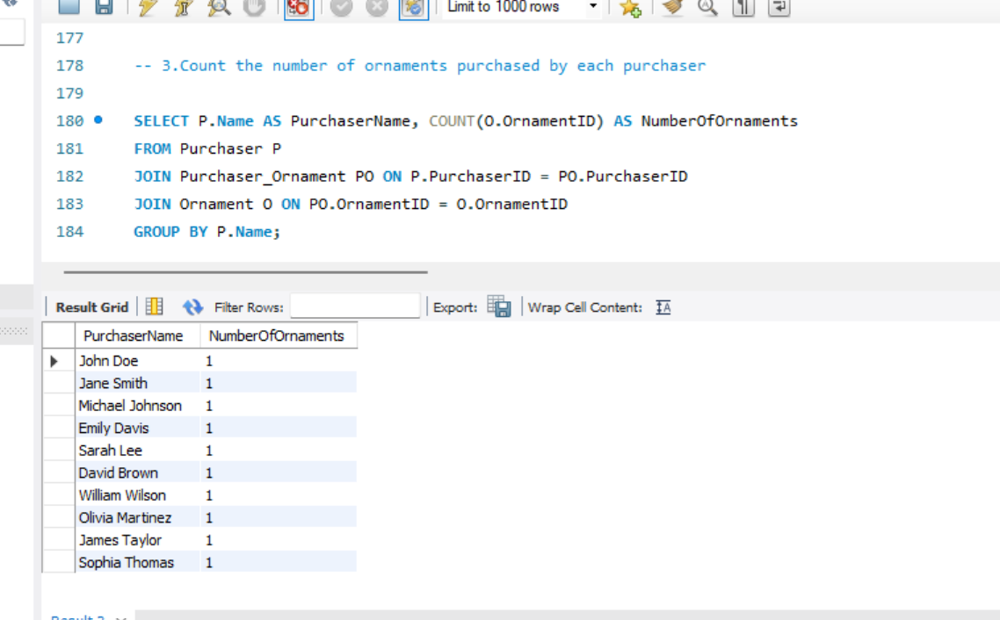 Limit to 1000 rows
177
178 -- 3.Count the number of ornaments purchased by each purchaser
179
180 SELECT P.Name AS PurchaserName, COUNT(O.OrnamentID) AS NumberOfOrnaments
181 FROM Purchaser P
182 JOIN Purchaser_Ornament PO ON P.PurchaserID = PO.PurchaserID
183 JOIN Ornament O ON PO.OrnamentID = O.OrnamentID
184 GROUP BY P.Name;
Result Grid Filter Rows: Export: Wrap Cell Content: IA
PurchaserName NumberOfOrnaments
John Doe 1
Jane Smith 1
Michael Johnson 1
Emily Davis 1
Sarah Lee 1
David Brown 1
William Wilson 1
Olivia Martinez 1
James Taylor 1
Sophia Thomas 1